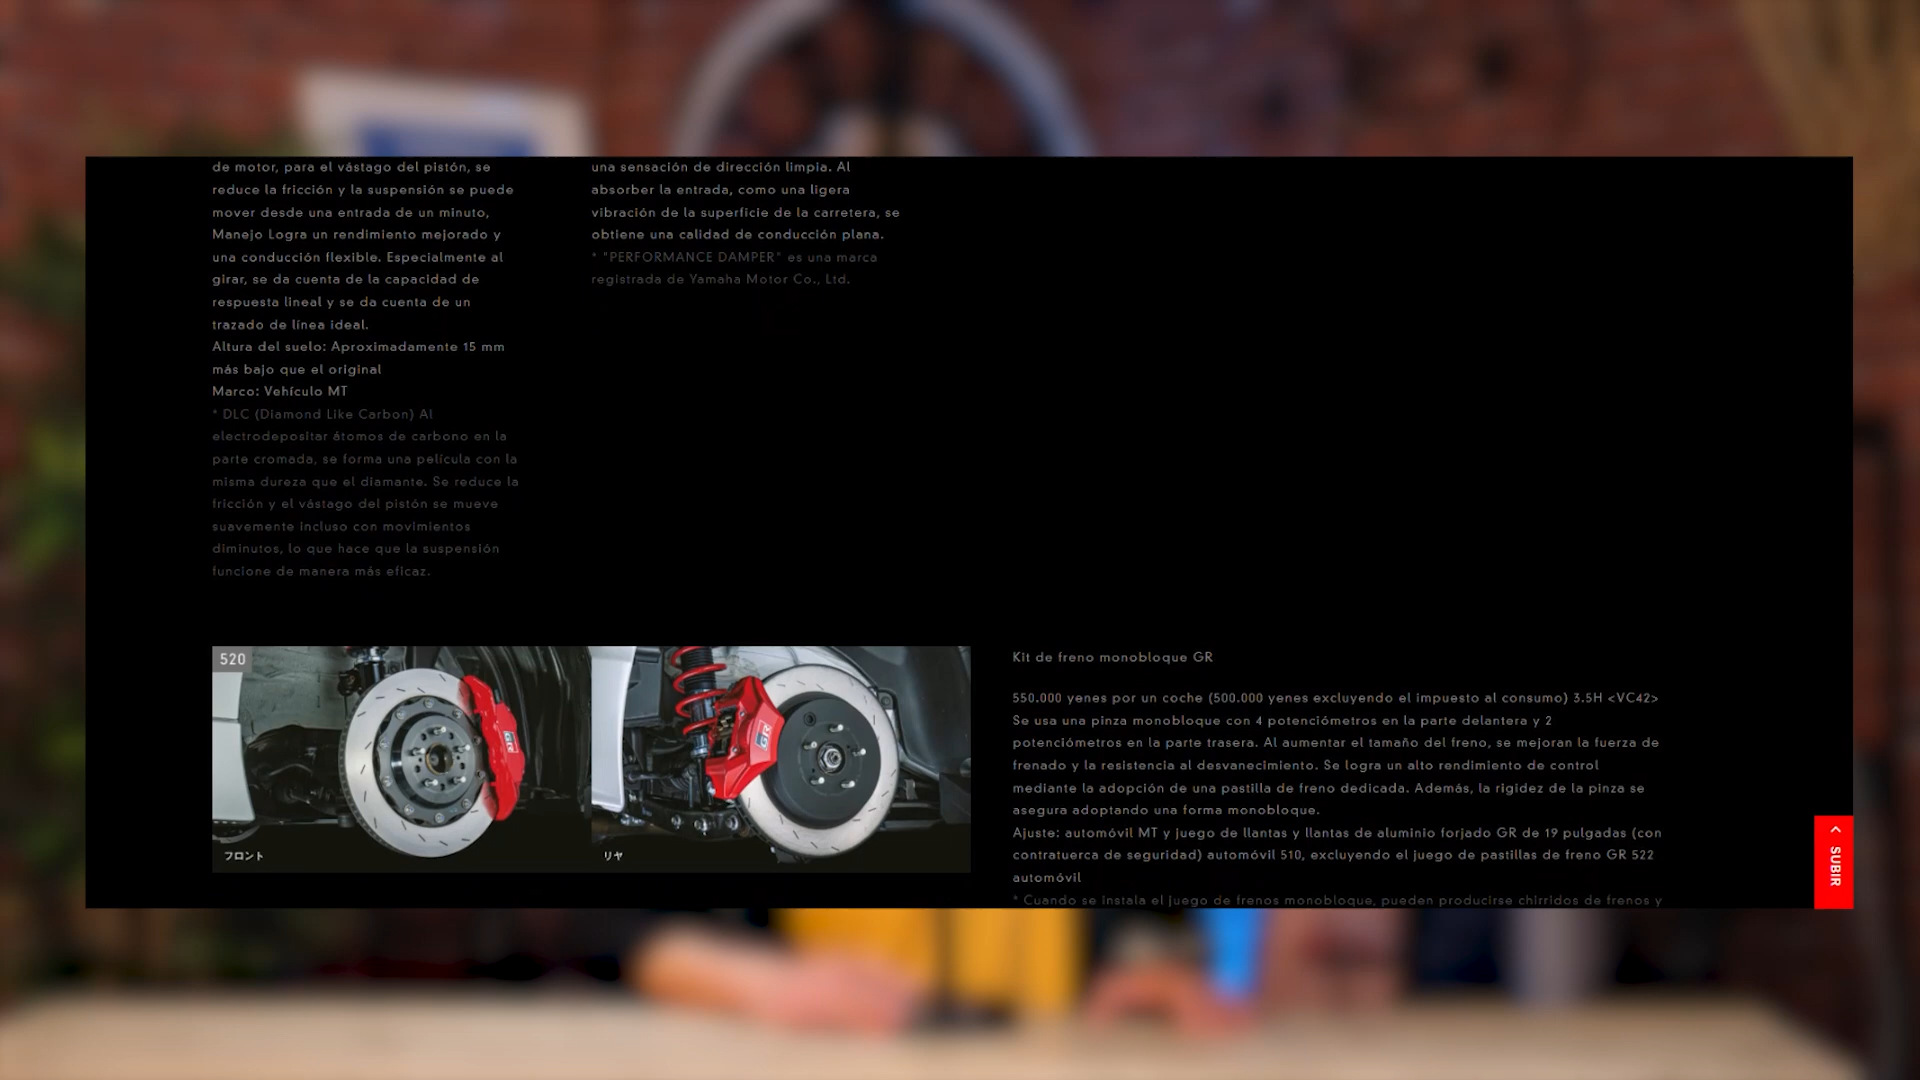 de motor, para el vástago del pistón, se
reduce la fricción y la suspensión se puede
mover desde una entrada de un minuto,
Manejo Logra un rendimiento mejorado y
una conducción flexible. Especialmente al
girar, se da cuenta de la capacidad de
respuesta lineal y se da cuenta de un
trazado de línea ideal.
Altura del suelo: Aproximadamente 15 mm
más bajo que el original
Marco: Vehículo MT
* DLC (Diamond Like Carbon) Al
electrodepositar átomos de carbono en la
parte cromada, se forma una película con la
misma dureza que el diamante. Se reduce la
fricción y el vástago del pistón se mueve
suavemente incluso con movimientos
diminutos, lo que hace que la suspensión
funcione de manera más eficaz.
una sensación de dirección limpia. Al
absorber la entrada, como una ligera
vibración de la superficie de la carretera, se
obtiene una calidad de conducción plana.
* "PERFORMANCE DAMPER" es una marca
registrada de Yamaha Motor Co., Ltd.
520
GR
GR
フロント
リヤ
Kit de freno monobloque GR
550.000 yenes por un coche (500.000 yenes excluyendo el impuesto al consumo) 3.5H <VC42>
Se usa una pinza monobloque con 4 potenciómetros en la parte delantera y 2
potenciómetros en la parte trasera. Al aumentar el tamaño del freno, se mejoran la fuerza de
frenado y la resistencia al desvanecimiento. Se logra un alto rendimiento de control
mediante la adopción de una pastilla de freno dedicada. Además, la rigidez de la pinza se
asegura adoptando una forma monobloque.
Ajuste: automóvil MT y juego de llantas y llantas de aluminio forjado GR de 19 pulgadas (con
contratuerca de seguridad) automóvil 510, excluyendo el juego de pastillas de freno GR 522
automóvil
* Cuando se instala el juego de frenos monobloque, pueden producirse chirridos de frenos y
SUBIR